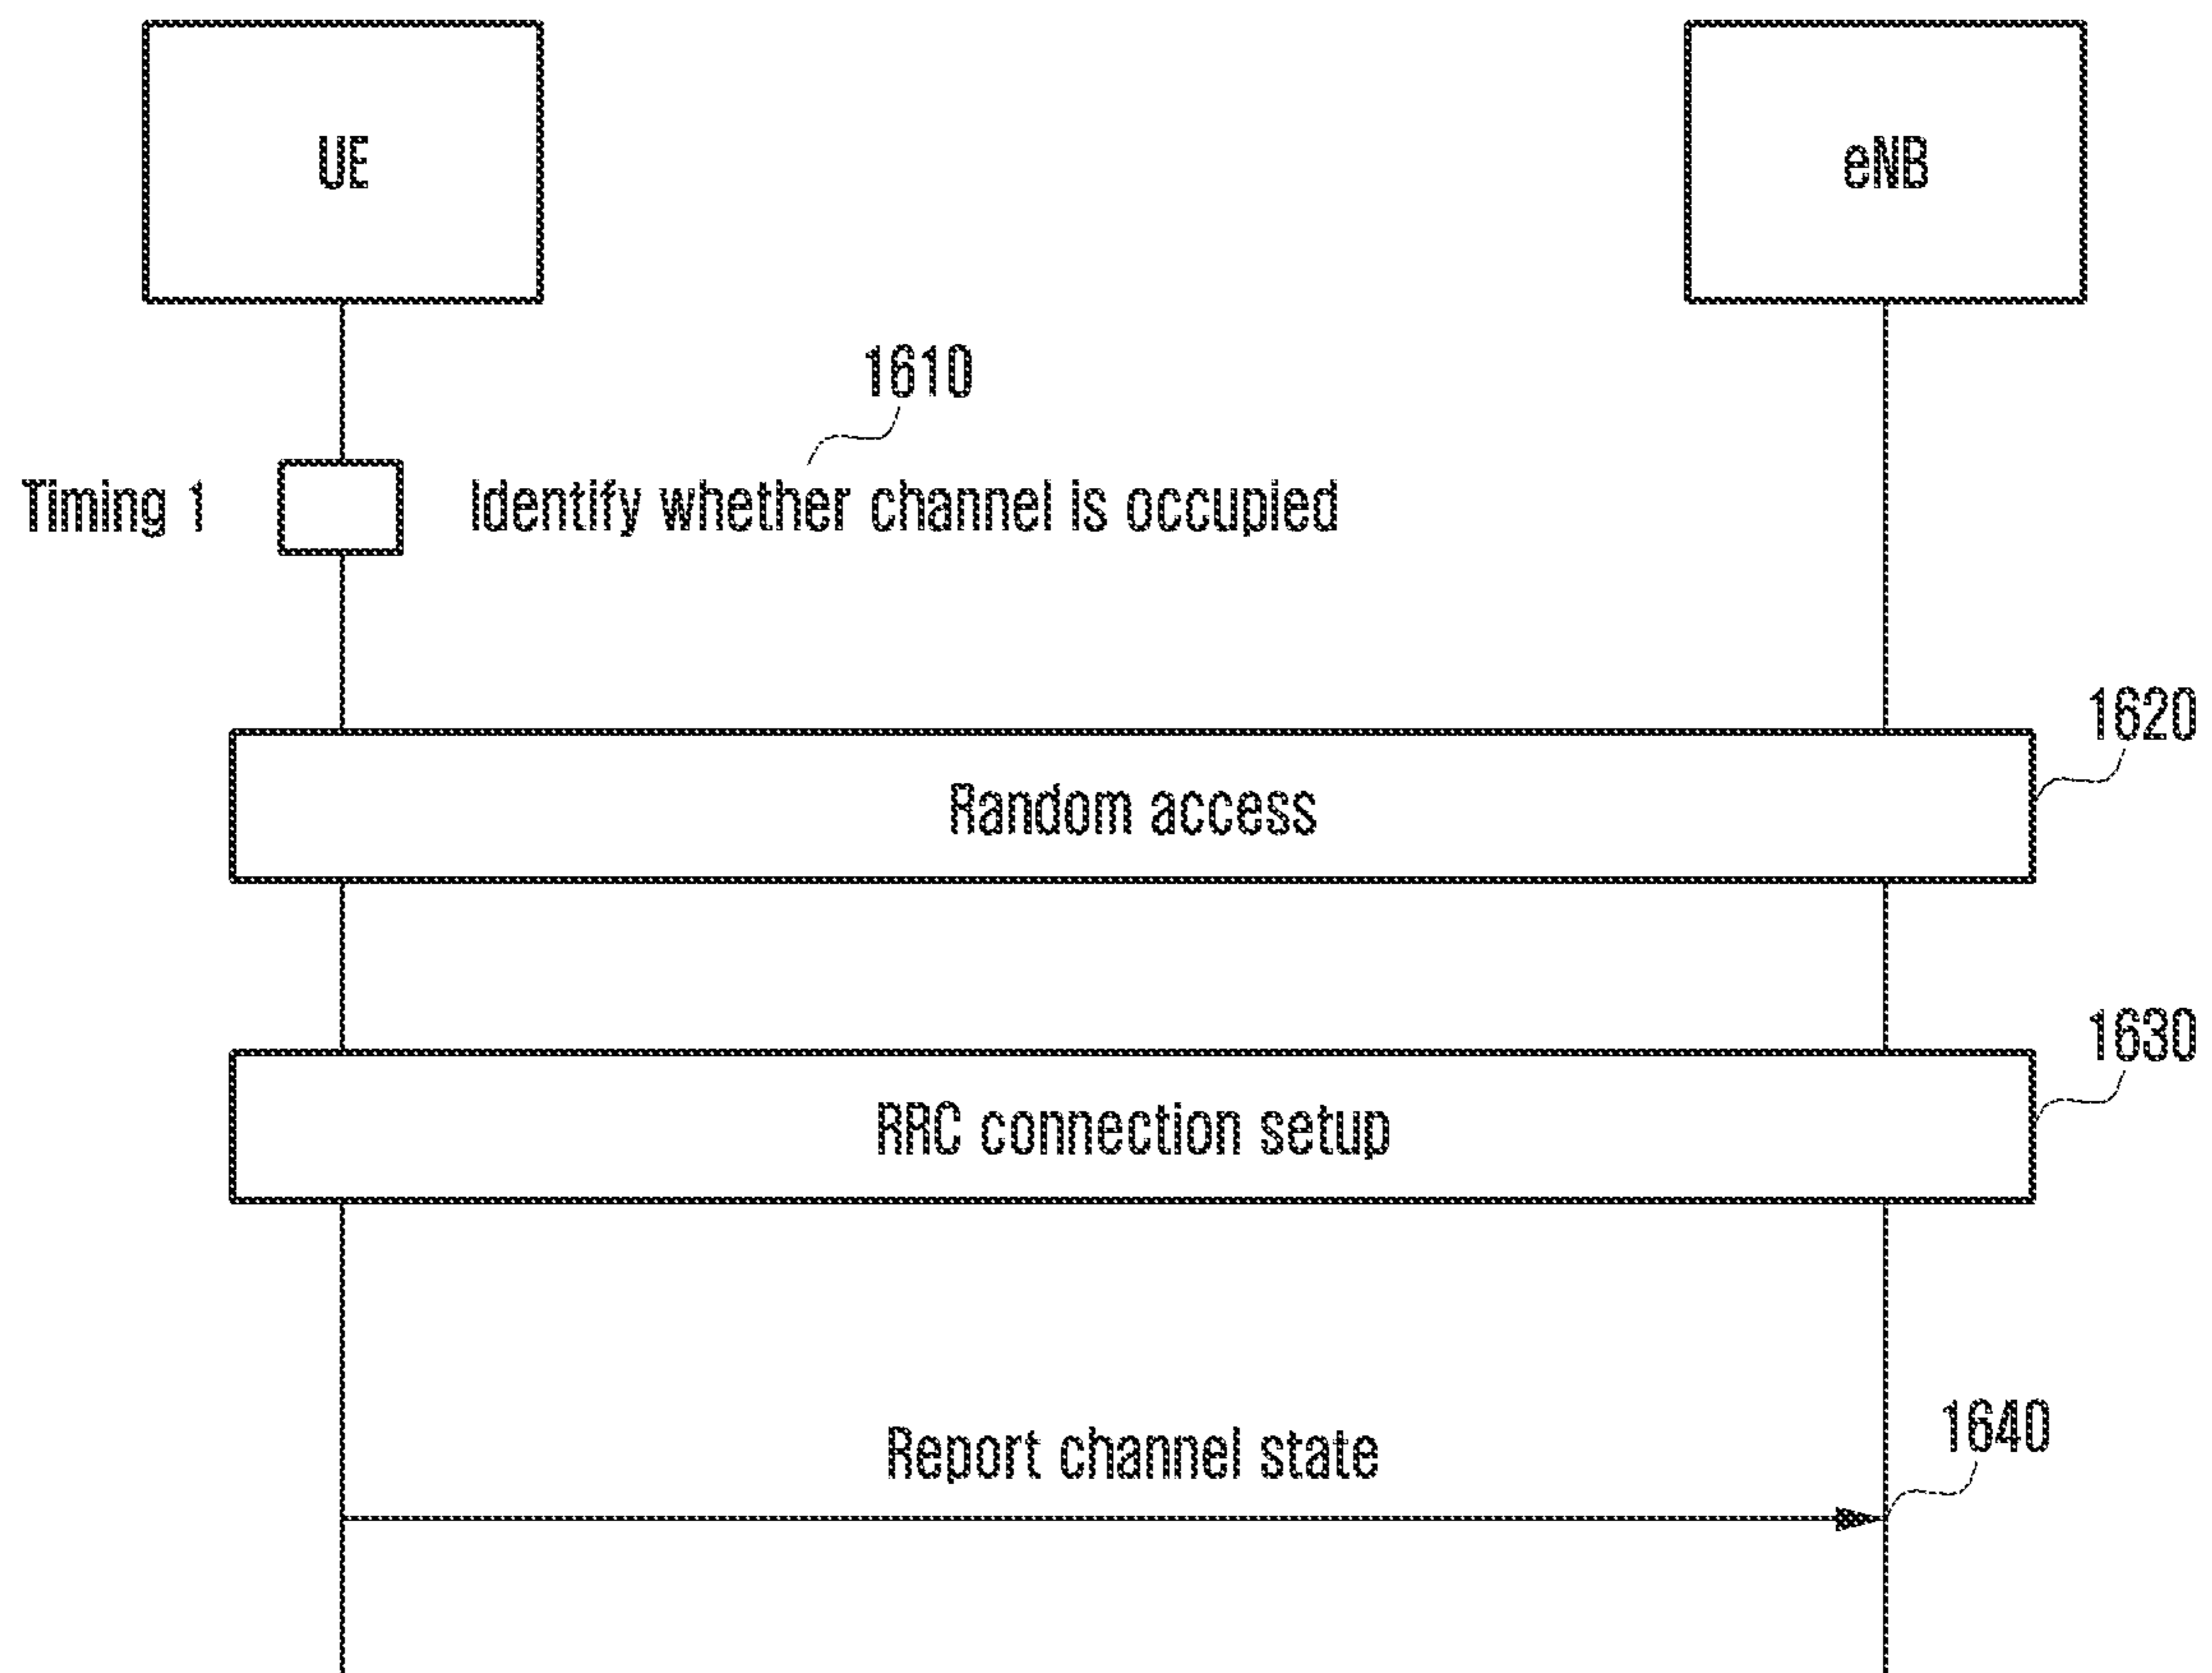 UE
eNB
1610
Timing 1
Identify whether channel is occupied
1620
Random access
1630
RRC connection setup
1640
Report channel state